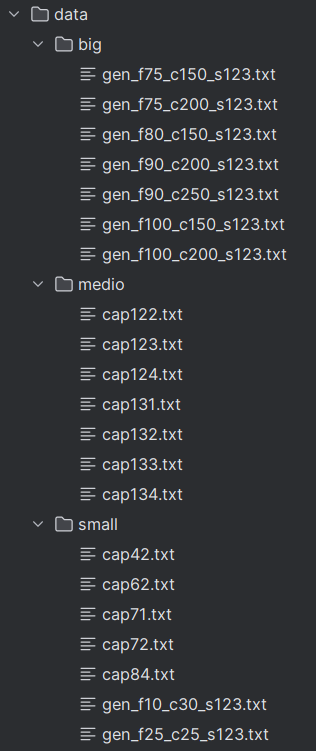 data
big
gen_f75_c150_s123.txt
gen_f75_c200_s123.txt
gen_f80_c150_s123.txt
gen_f90_c200_s123.txt
gen_f90_c250_s123.txt
gen_f100_c150_s123.txt
gen_f100_c200_s123.txt
medio
cap122.txt
cap123.txt
cap124.txt
cap131.txt
cap132.txt
cap133.txt
cap134.txt
small
cap42.txt
cap62.txt
cap71.txt
cap72.txt
cap84.txt
gen_f10_c30_s123.txt
gen_f25_c25_s123.txt